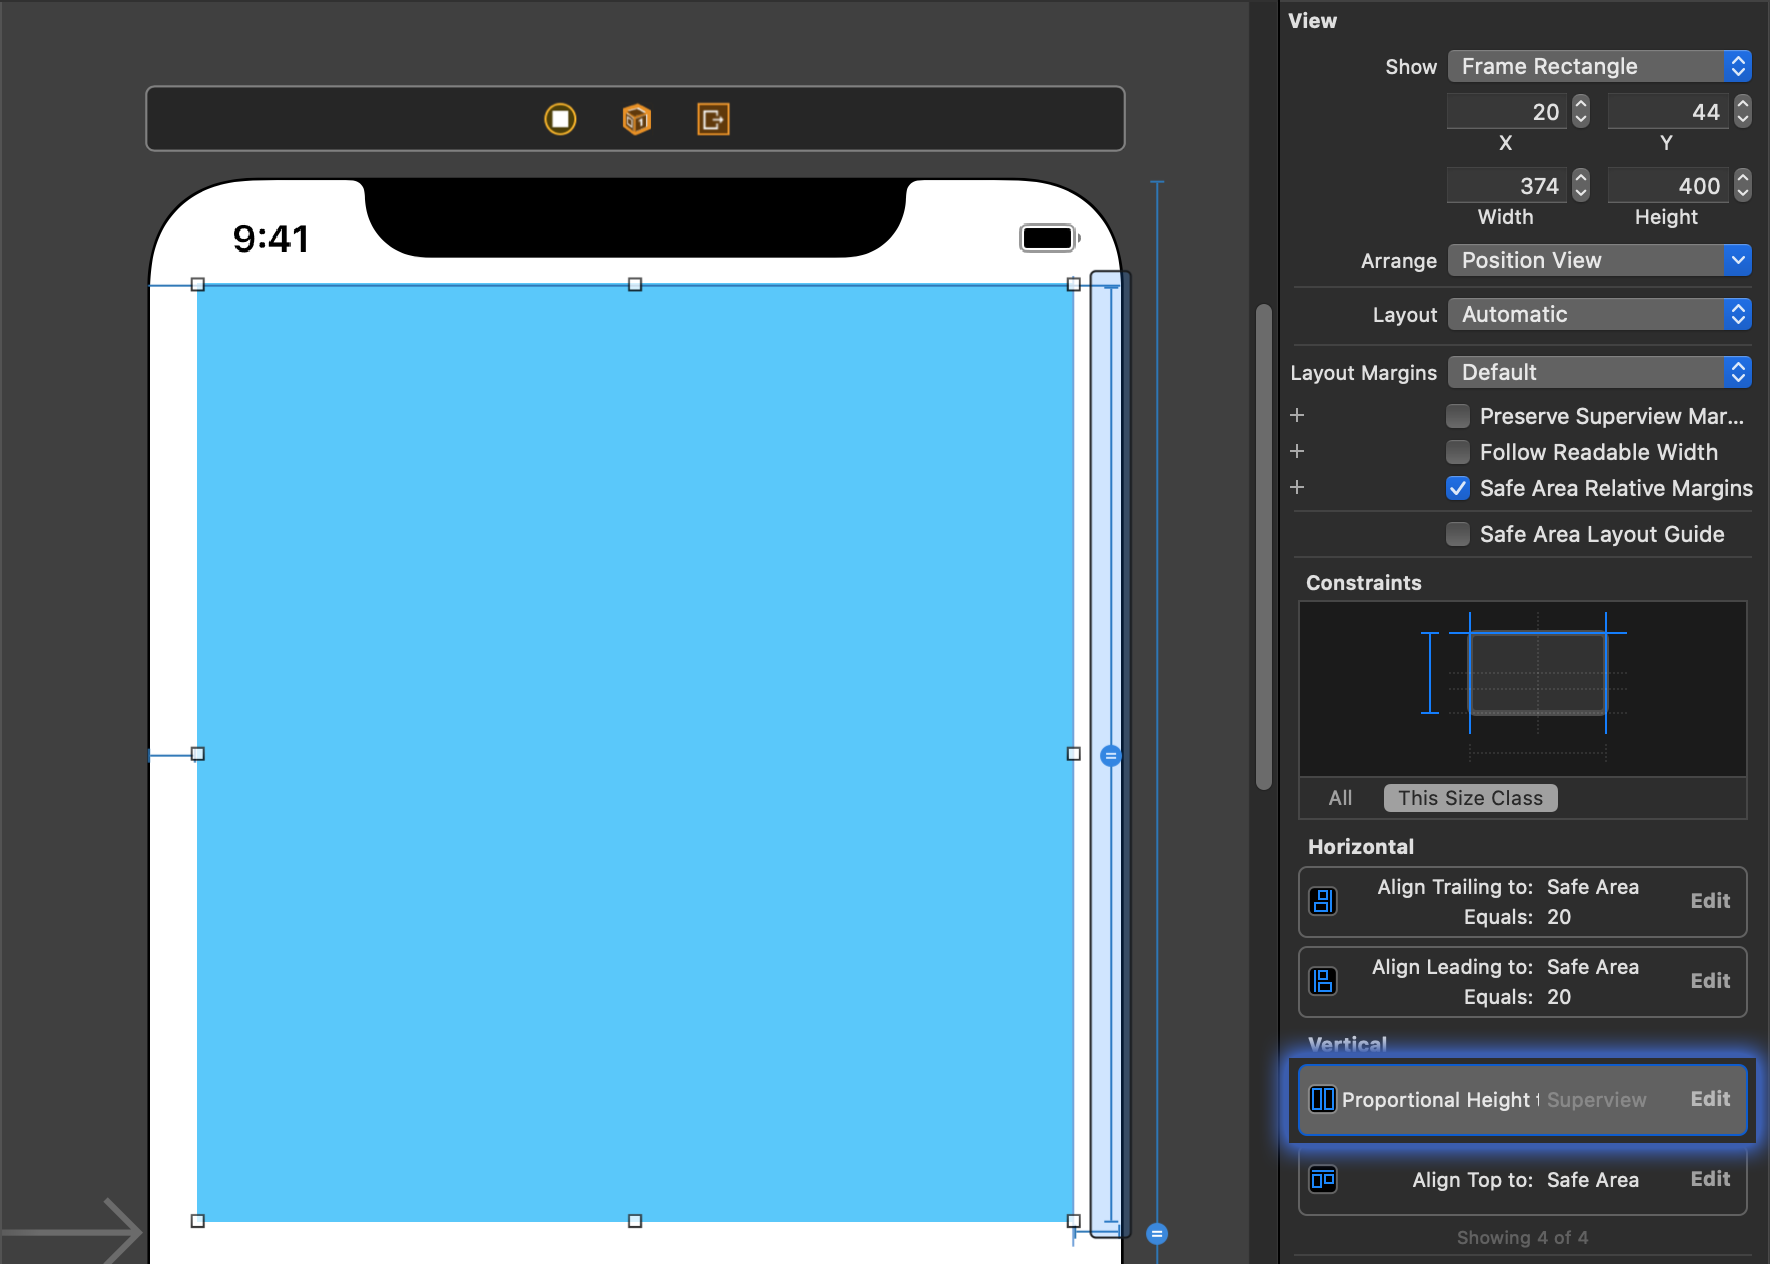 View
Show Frame Rectangle
20 44
X Y
374 400
Width Height
Arrange Position View
Layout Automatic
Layout Margins Default
Preserve Superview Mar...
Follow Readable Width
Safe Area Relative Margins
Safe Area Layout Guide
Constraints
All This Size Class
Horizontal
Align Trailing to: Safe Area Edit
Equals: 20
Align Leading to: Safe Area Edit
Equals: 20
Vertical
Proportional Height t Superview Edit
Align Top to: Safe Area Edit
Showing 4 of 4
9:41